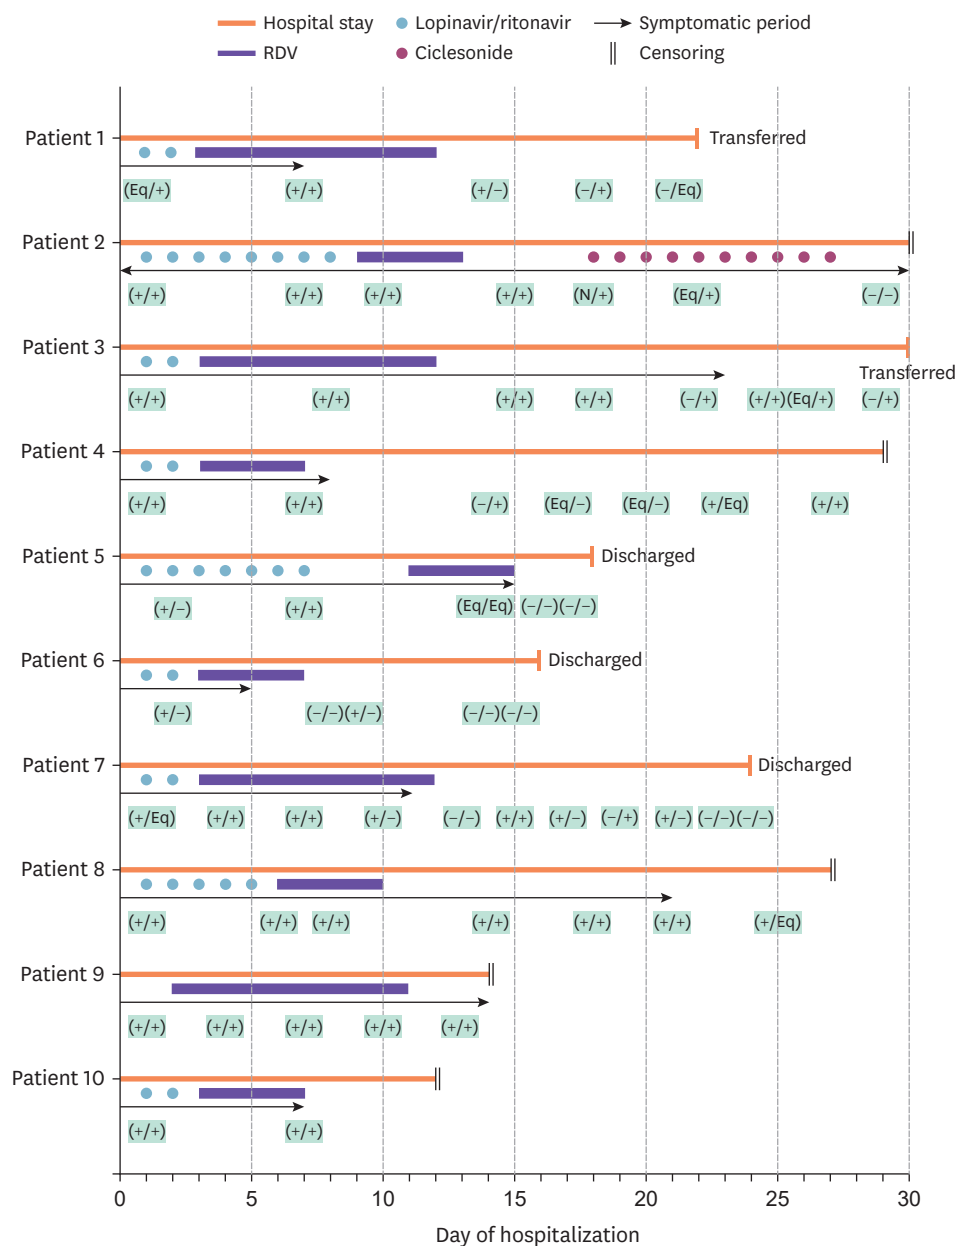 Hospital stay Lopinavir/ritonavir Symptomatic period
RDV Ciclesonide Censoring
Patient 1 Transferred
(Eq/+) (+/+) (+/−) (−/+) (−/Eq)
Patient 2
(+/+) (+/+) (+/+) (+/+) (N/+) (Eq/+) (−/−)
Patient 3
Transferred
(+/+) (+/+) (+/+) (+/+) (−/+) (+/+)(Eq/+) (−/+)
Patient 4
(+/+) (+/+) (−/+) (Eq/−) (Eq/−) (+/Eq) (+/+)
Patient 5 Discharged
(+/−) (+/+) (Eq/Eq) (−/−)(−/−)
Patient 6 Discharged
(+/−) (−/−)(+/−) (−/−)(−/−)
Patient 7 Discharged
(+/Eq) (+/+) (+/+) (+/−) (−/−) (+/+) (+/−) (−/+) (+/−) (−/−)(−/−)
Patient 8
(+/+) (+/+) (+/+) (+/+) (+/+) (+/+) (+/Eq)
Patient 9
(+/+) (+/+) (+/+) (+/+) (+/+)
Patient 10
(+/+) (+/+)
0 5 10 15 20 25 30
Day of hospitalization